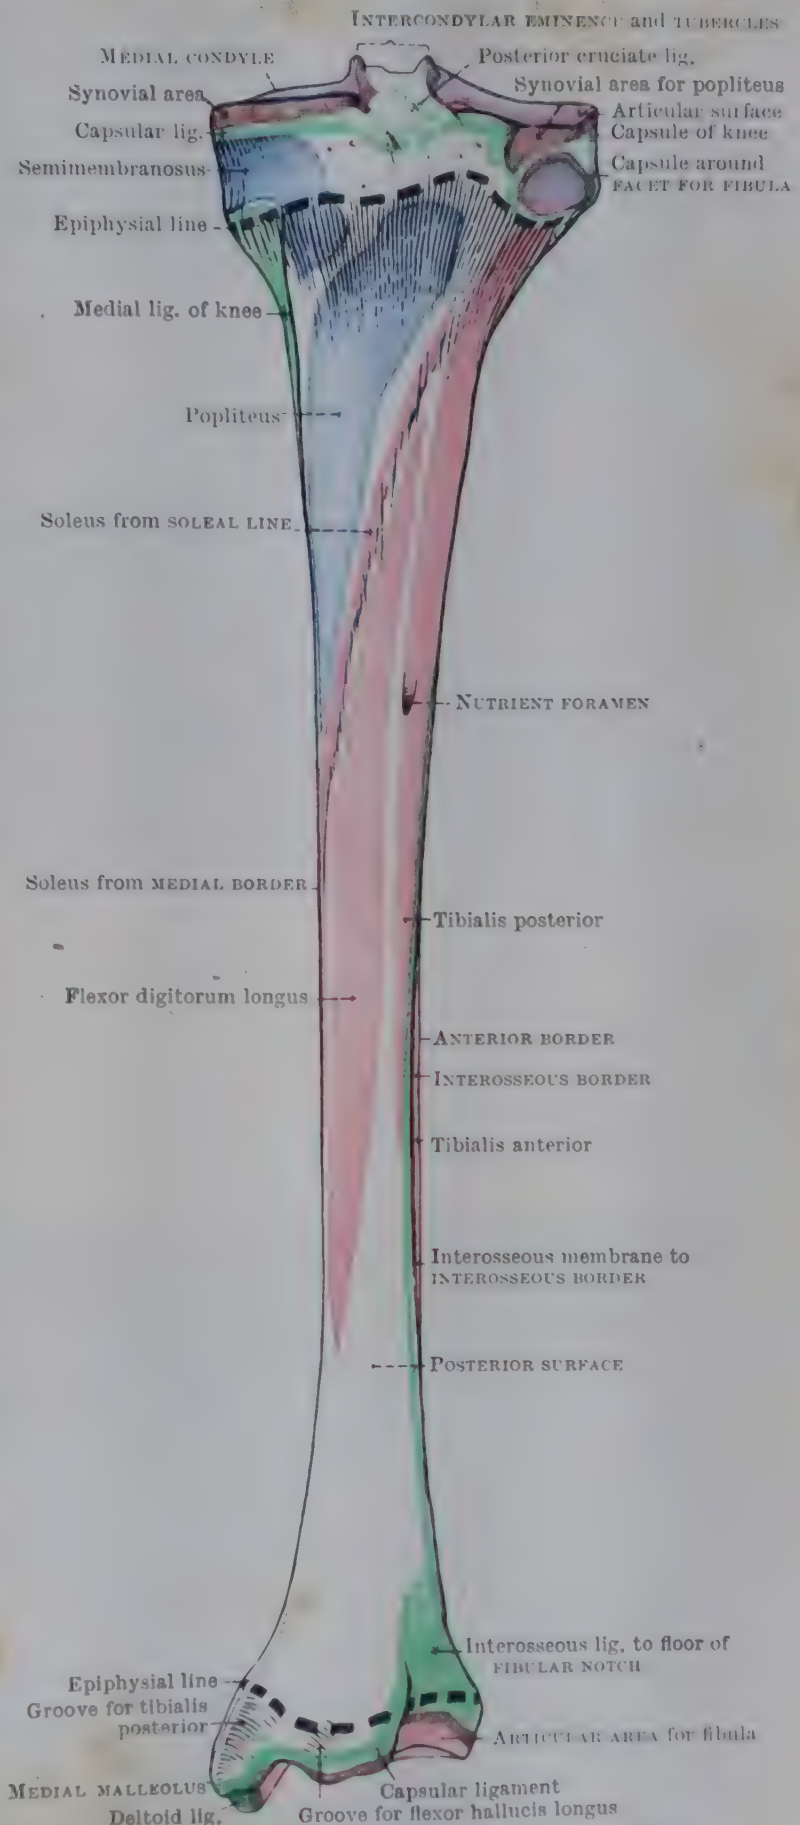 INTERCONDYLAR EMINENCE and TUBERCLES
MEDIAL CONDYLE
Posterior cruciate lig.
Synovial area
Synovial area for popliteus
Articular surface
Capsular lig.
Capsule of knee
Semimembranosus
Capsule around
FACET FOR FIBULA
Epiphysial line
Medial lig. of knee
Popliteus
Soleus from SOLEAL LINE
NUTRIENT FORAMEN
Soleus from MEDIAL BORDER
Tibialis posterior
Flexor digitorum longus
ANTERIOR BORDER
INTEROSSEOUS BORDER
Tibialis anterior
Interosseous membrane to
INTEROSSEOUS BORDER
POSTERIOR SURFACE
Interosseous lig. to floor of
FIBULAR NOTCH
Epiphysial line
Groove for tibialis
posterior
ARTICULAR AREA for fibula
MEDIAL MALLEOLUS
Capsular ligament
Deltoid lig.
Groove for flexor hallucis longus